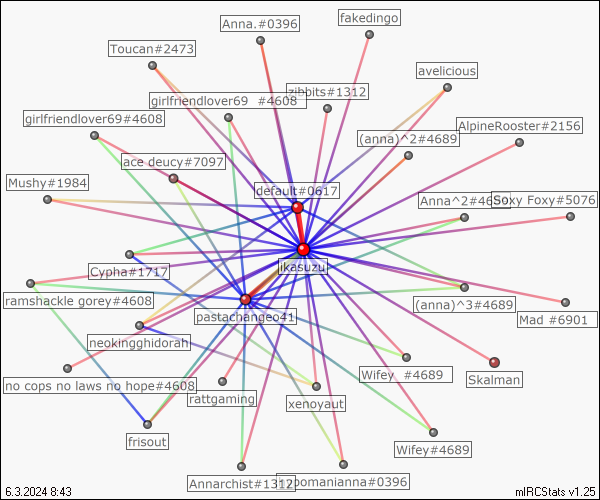 Anna.#0396
fakedingo
Toucan#2473
avelicious
zibbits#1312
girlfriendlover69 #4608
girlfriendlover69#4608
AlpineRooster#2156
(anna)^2#4689
ace deucy#7097
Mushy#1984
default#0617
Anna^2#4689
Soxy Foxy#5076
ikasuzu
Cypha#1717
ramshackle gorey#4608
(anna)^3#4689
pastachangeo41
Mad #6901
neokingghidorah
Wifey #4689
Skalman
no cops no laws no hope#4608
rattgaming
xenoyaut
frisout
Wifey#4689
Annarchist#1312
#0396
6.3.2024 8:43
mIRCStats v1.25